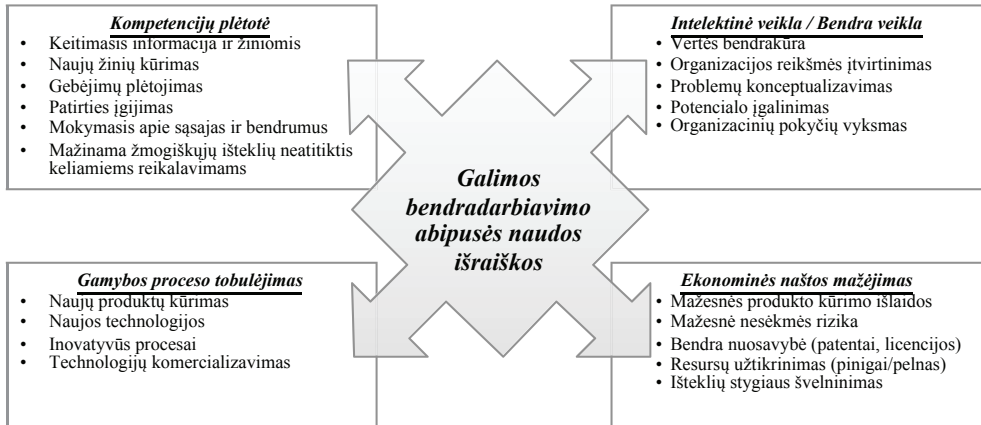 Kompetencijų plėtotė
• Keitimasis informacija ir žiniomis
• Naujų žinių kūrimas
• Gebėjimų plėtojimas
• Patirties įgijimas
• Mokymasis apie sąsajas ir bendrumus
• Mažinama žmogiškųjų išteklių neatitiktis
keliamiems reikalavimams
Intelektinė veikla / Bendra veikla
• Vertės bendrakūra
• Organizacijos reikšmės įtvirtinimas
• Problemų konceptualizavimas
• Potencialo įgalinimas
• Organizacinių pokyčių vyksmas
Galimos
bendradarbiavimo
abipusės naudos
išraiškos
Gamybos proceso tobulėjimas
• Naujų produktų kūrimas
• Naujos technologijos
• Inovatyvūs procesai
• Technologijų komercializavimas
Ekonominės naštos mažėjimas
• Mažesnės produkto kūrimo išlaidos
• Mažesnė nesėkmės rizika
• Bendra nuosavybė (patentai, licencijos)
• Resursų užtikrinimas (pinigai/pelnas)
• Išteklių stygiaus švelninimas